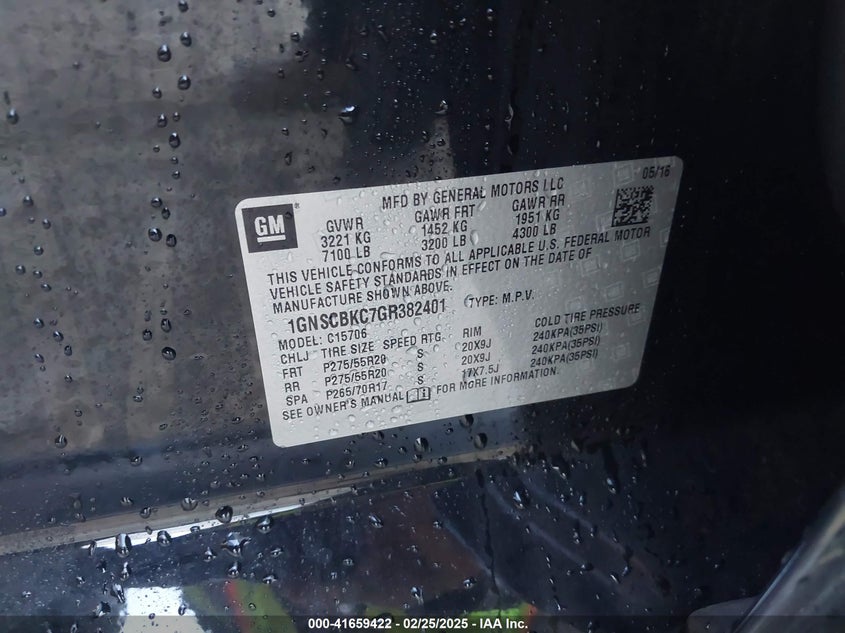 MFD BY GENERAL MOTORS LLC 05/16
GM®
GVWR GAWR FRT GAWR RR
3221 KG 1452 KG 1951 KG
7100 LB 3200 LB 4300 LB
THIS VEHICLE CONFORMS TO ALL APPLICABLE U.S. FEDERAL MOTOR
VEHICLE SAFETY STANDARDS IN EFFECT ON THE DATE OF
MANUFACTURE SHOWN ABOVE.
1GNSCBKC7GR382401 TYPE: M.P.V.
MODEL: C15706
CHLJ TIRE SIZE SPEED RTG. RIM COLD TIRE PRESSURE
FRT P275/55R20 S 20X9J 240KPA(35PSI)
RR P275/55R20 S 20X9J 240KPA(35PSI)
SPA P265/70R17 S 17X7.5J 240KPA(35PSI)
SEE OWNER'S MANUAL FOR MORE INFORMATION.
000-41659422 - 02/25/2025 - IAA Inc.